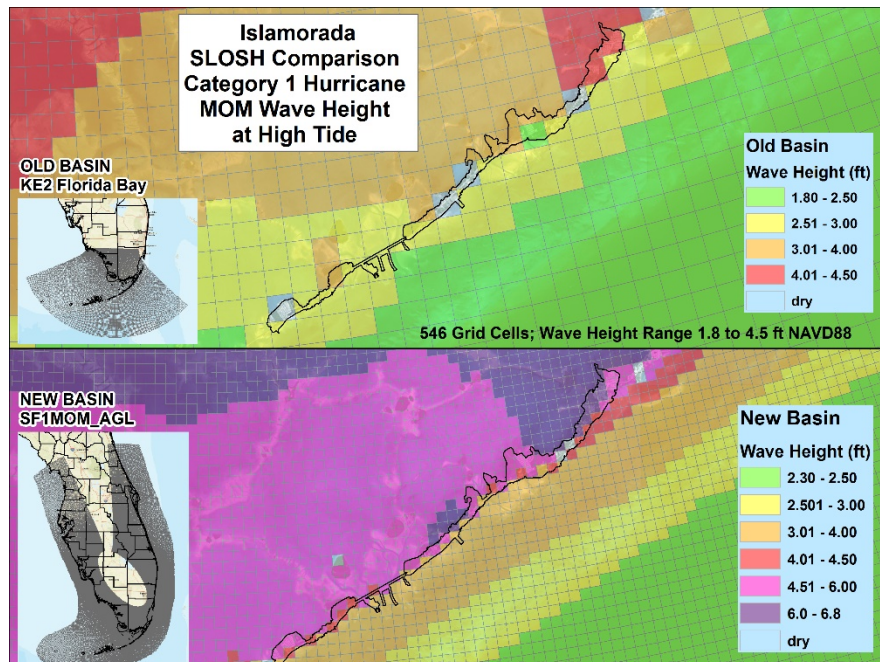 Islamorada
SLOSH Comparison
Category 1 Hurricane
MOM Wave Height
at High Tide
OLD BASIN
KE2 Florida Bay
Old Basin
Wave Height (ft)
1.80 - 2.50
2.51 - 3.00
3.01 - 4.00
4.01 - 4.50
dry
546 Grid Cells; Wave Height Range 1.8 to 4.5 ft NAVD88
NEW BASIN
SF1MOM_AGL
New Basin
Wave Height (ft)
2.30 - 2.50
2.501 - 3.00
3.01 - 4.00
4.01 - 4.50
4.51 - 6.00
6.0 - 6.8
dry